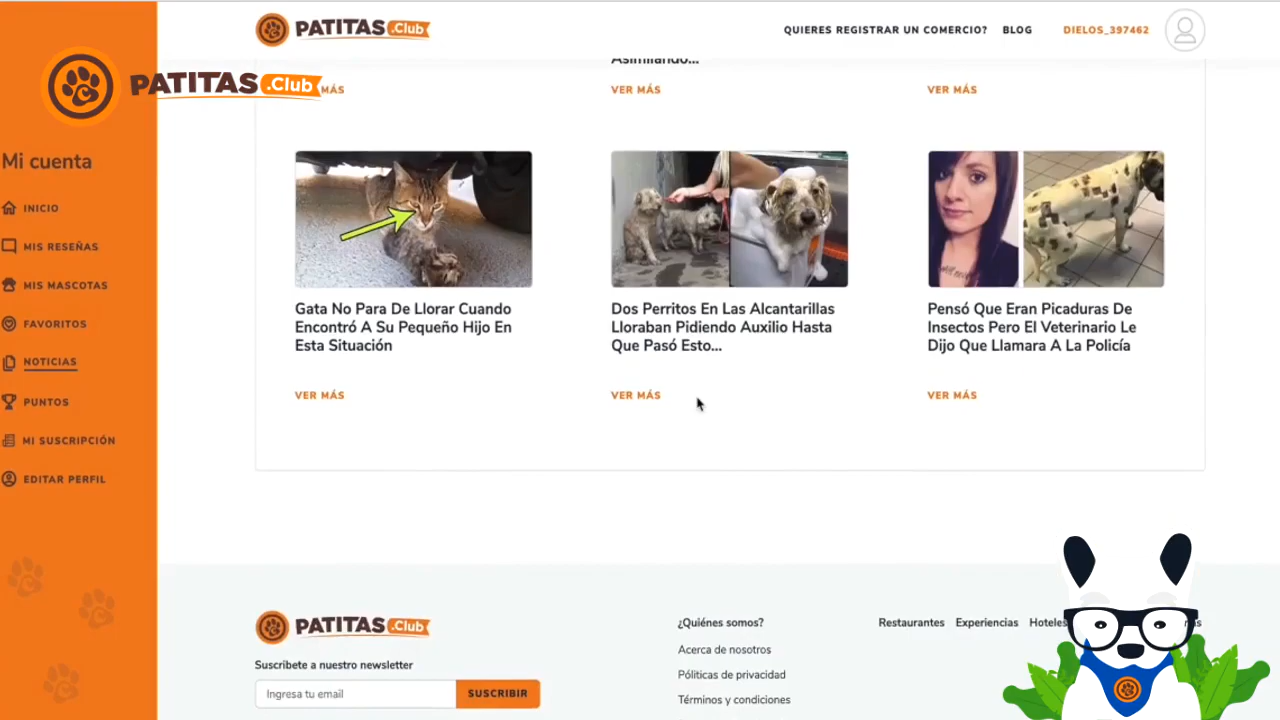 PATITAS .Club
QUIERES REGISTRAR UN COMERCIO?
BLOG
DIELOS_397462
PATITAS .Club
Mi cuenta
INICIO
MIS RESEÑAS
MIS MASCOTAS
FAVORITOS
NOTICIAS
PUNTOS
MI SUSCRIPCIÓN
EDITAR PERFIL
Asimilando...
MÁS
VER MÁS
VER MÁS
Gata No Para De Llorar Cuando
Encontró A Su Pequeño Hijo En
Esta Situación
VER MÁS
Dos Perritos En Las Alcantarillas
Lloraban Pidiendo Auxilio Hasta
Que Pasó Esto...
VER MÁS
Pensó Que Eran Picaduras De
Insectos Pero El Veterinario Le
Dijo Que Llamara A La Policía
VER MÁS
PATITAS .Club
Suscribete a nuestro newsletter
Ingresa tu email
SUSCRIBIR
¿Quiénes somos?
Acerca de nosotros
Póliticas de privacidad
Términos y condiciones
Restaurantes
Experiencias
Hoteles